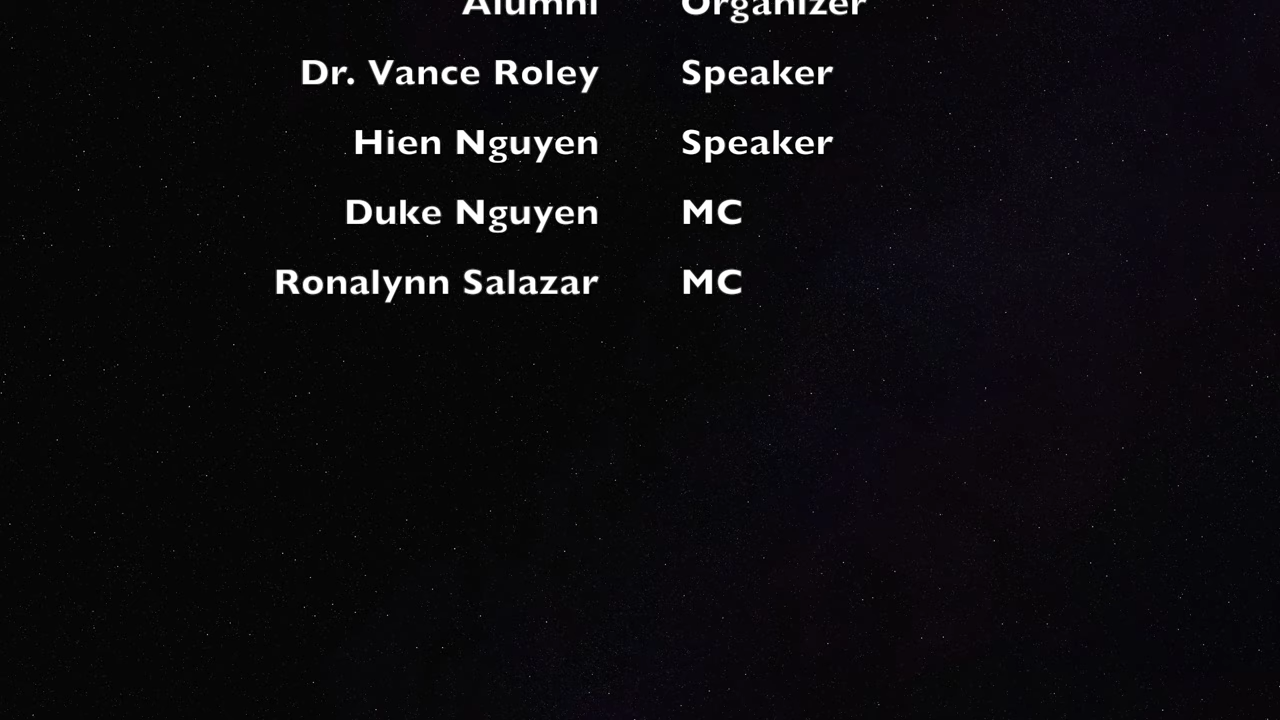 Alumni Organizer
Dr. Vance Roley Speaker
Hien Nguyen Speaker
Duke Nguyen MC
Ronalynn Salazar MC